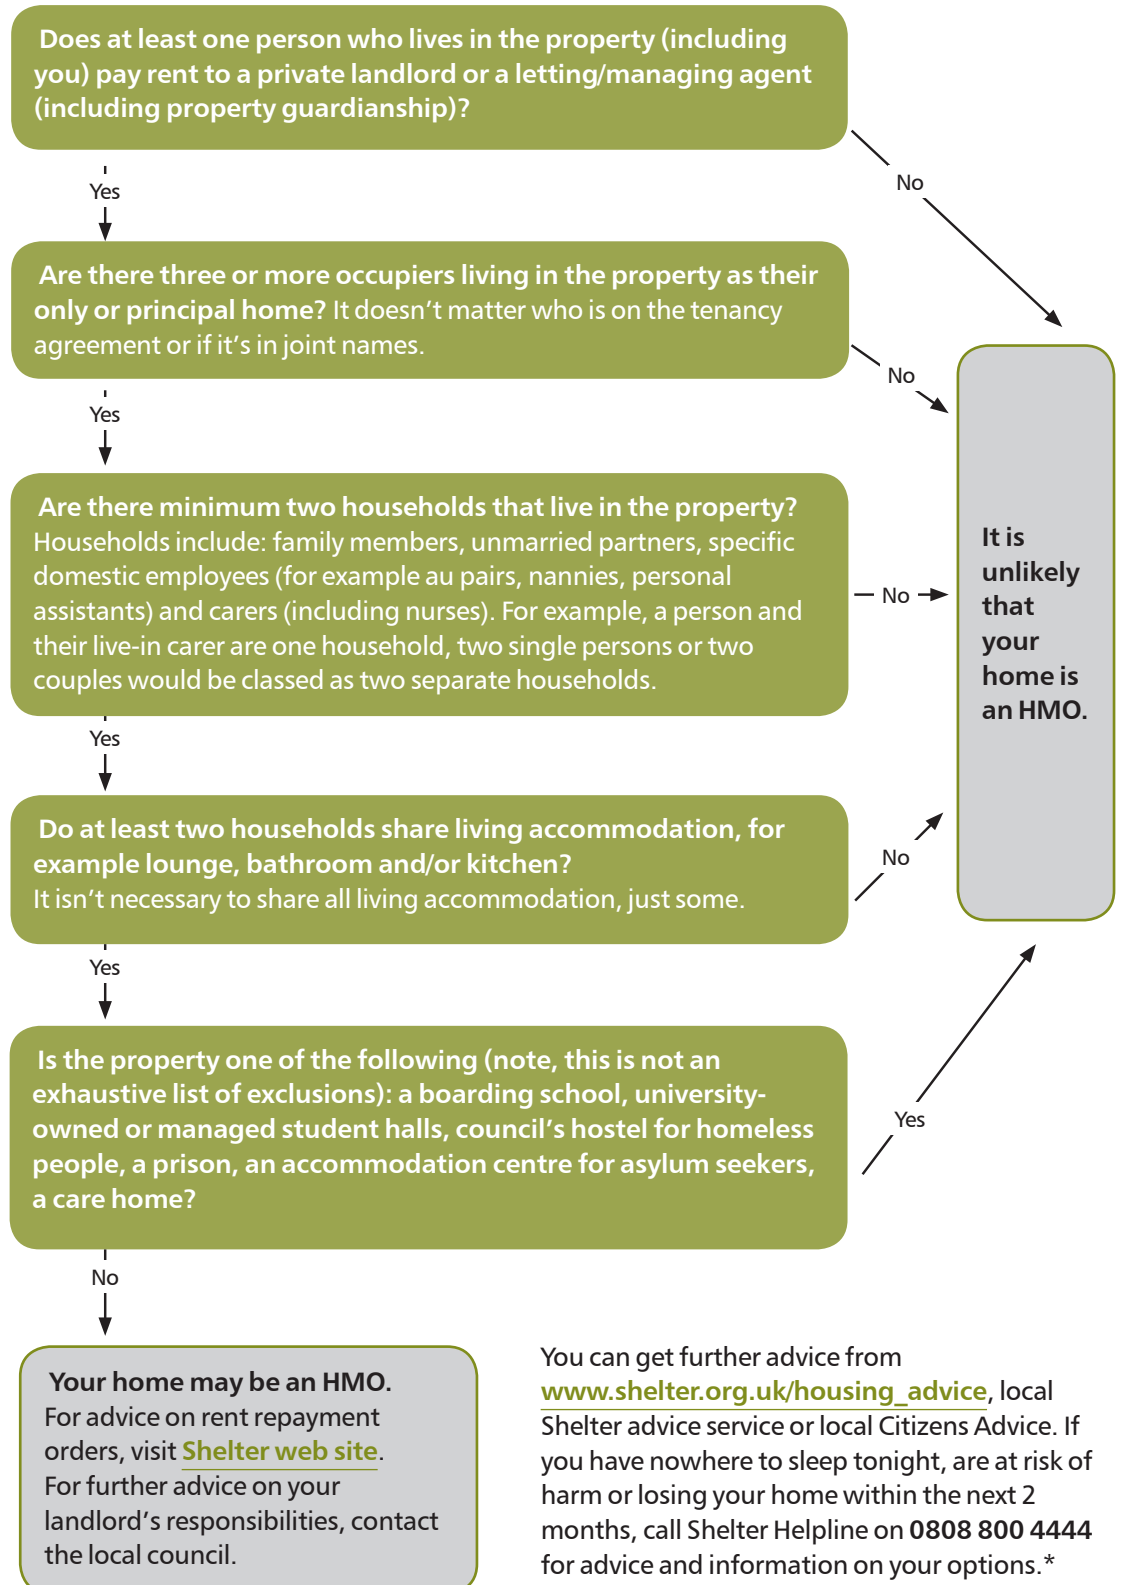 Does at least one person who lives in the property (including
you) pay rent to a private landlord or a letting/managing agent
(including property guardianship)?
No
Yes
Are there three or more occupiers living in the property as their
only or principal home? It doesn’t matter who is on the tenancy
agreement or if it’s in joint names.
No
Yes
Are there minimum two households that live in the property?
Households include: family members, unmarried partners, specific
domestic employees (for example au pairs, nannies, personal
assistants) and carers (including nurses). For example, a person and
their live-in carer are one household, two single persons or two
couples would be classed as two separate households.
No
It is
unlikely
that
your
home is
an HMO.
Yes
Do at least two households share living accommodation, for
example lounge, bathroom and/or kitchen?
It isn’t necessary to share all living accommodation, just some.
No
Yes
Is the property one of the following (note, this is not an
exhaustive list of exclusions): a boarding school, university-
owned or managed student halls, council’s hostel for homeless
people, a prison, an accommodation centre for asylum seekers,
a care home?
Yes
No
Your home may be an HMO.
For advice on rent repayment
orders, visit Shelter web site.
For further advice on your
landlord’s responsibilities, contact
the local council.
You can get further advice from
www.shelter.org.uk/housing_advice, local
Shelter advice service or local Citizens Advice. If
you have nowhere to sleep tonight, are at risk of
harm or losing your home within the next 2
months, call Shelter Helpline on 0808 800 4444
for advice and information on your options.*